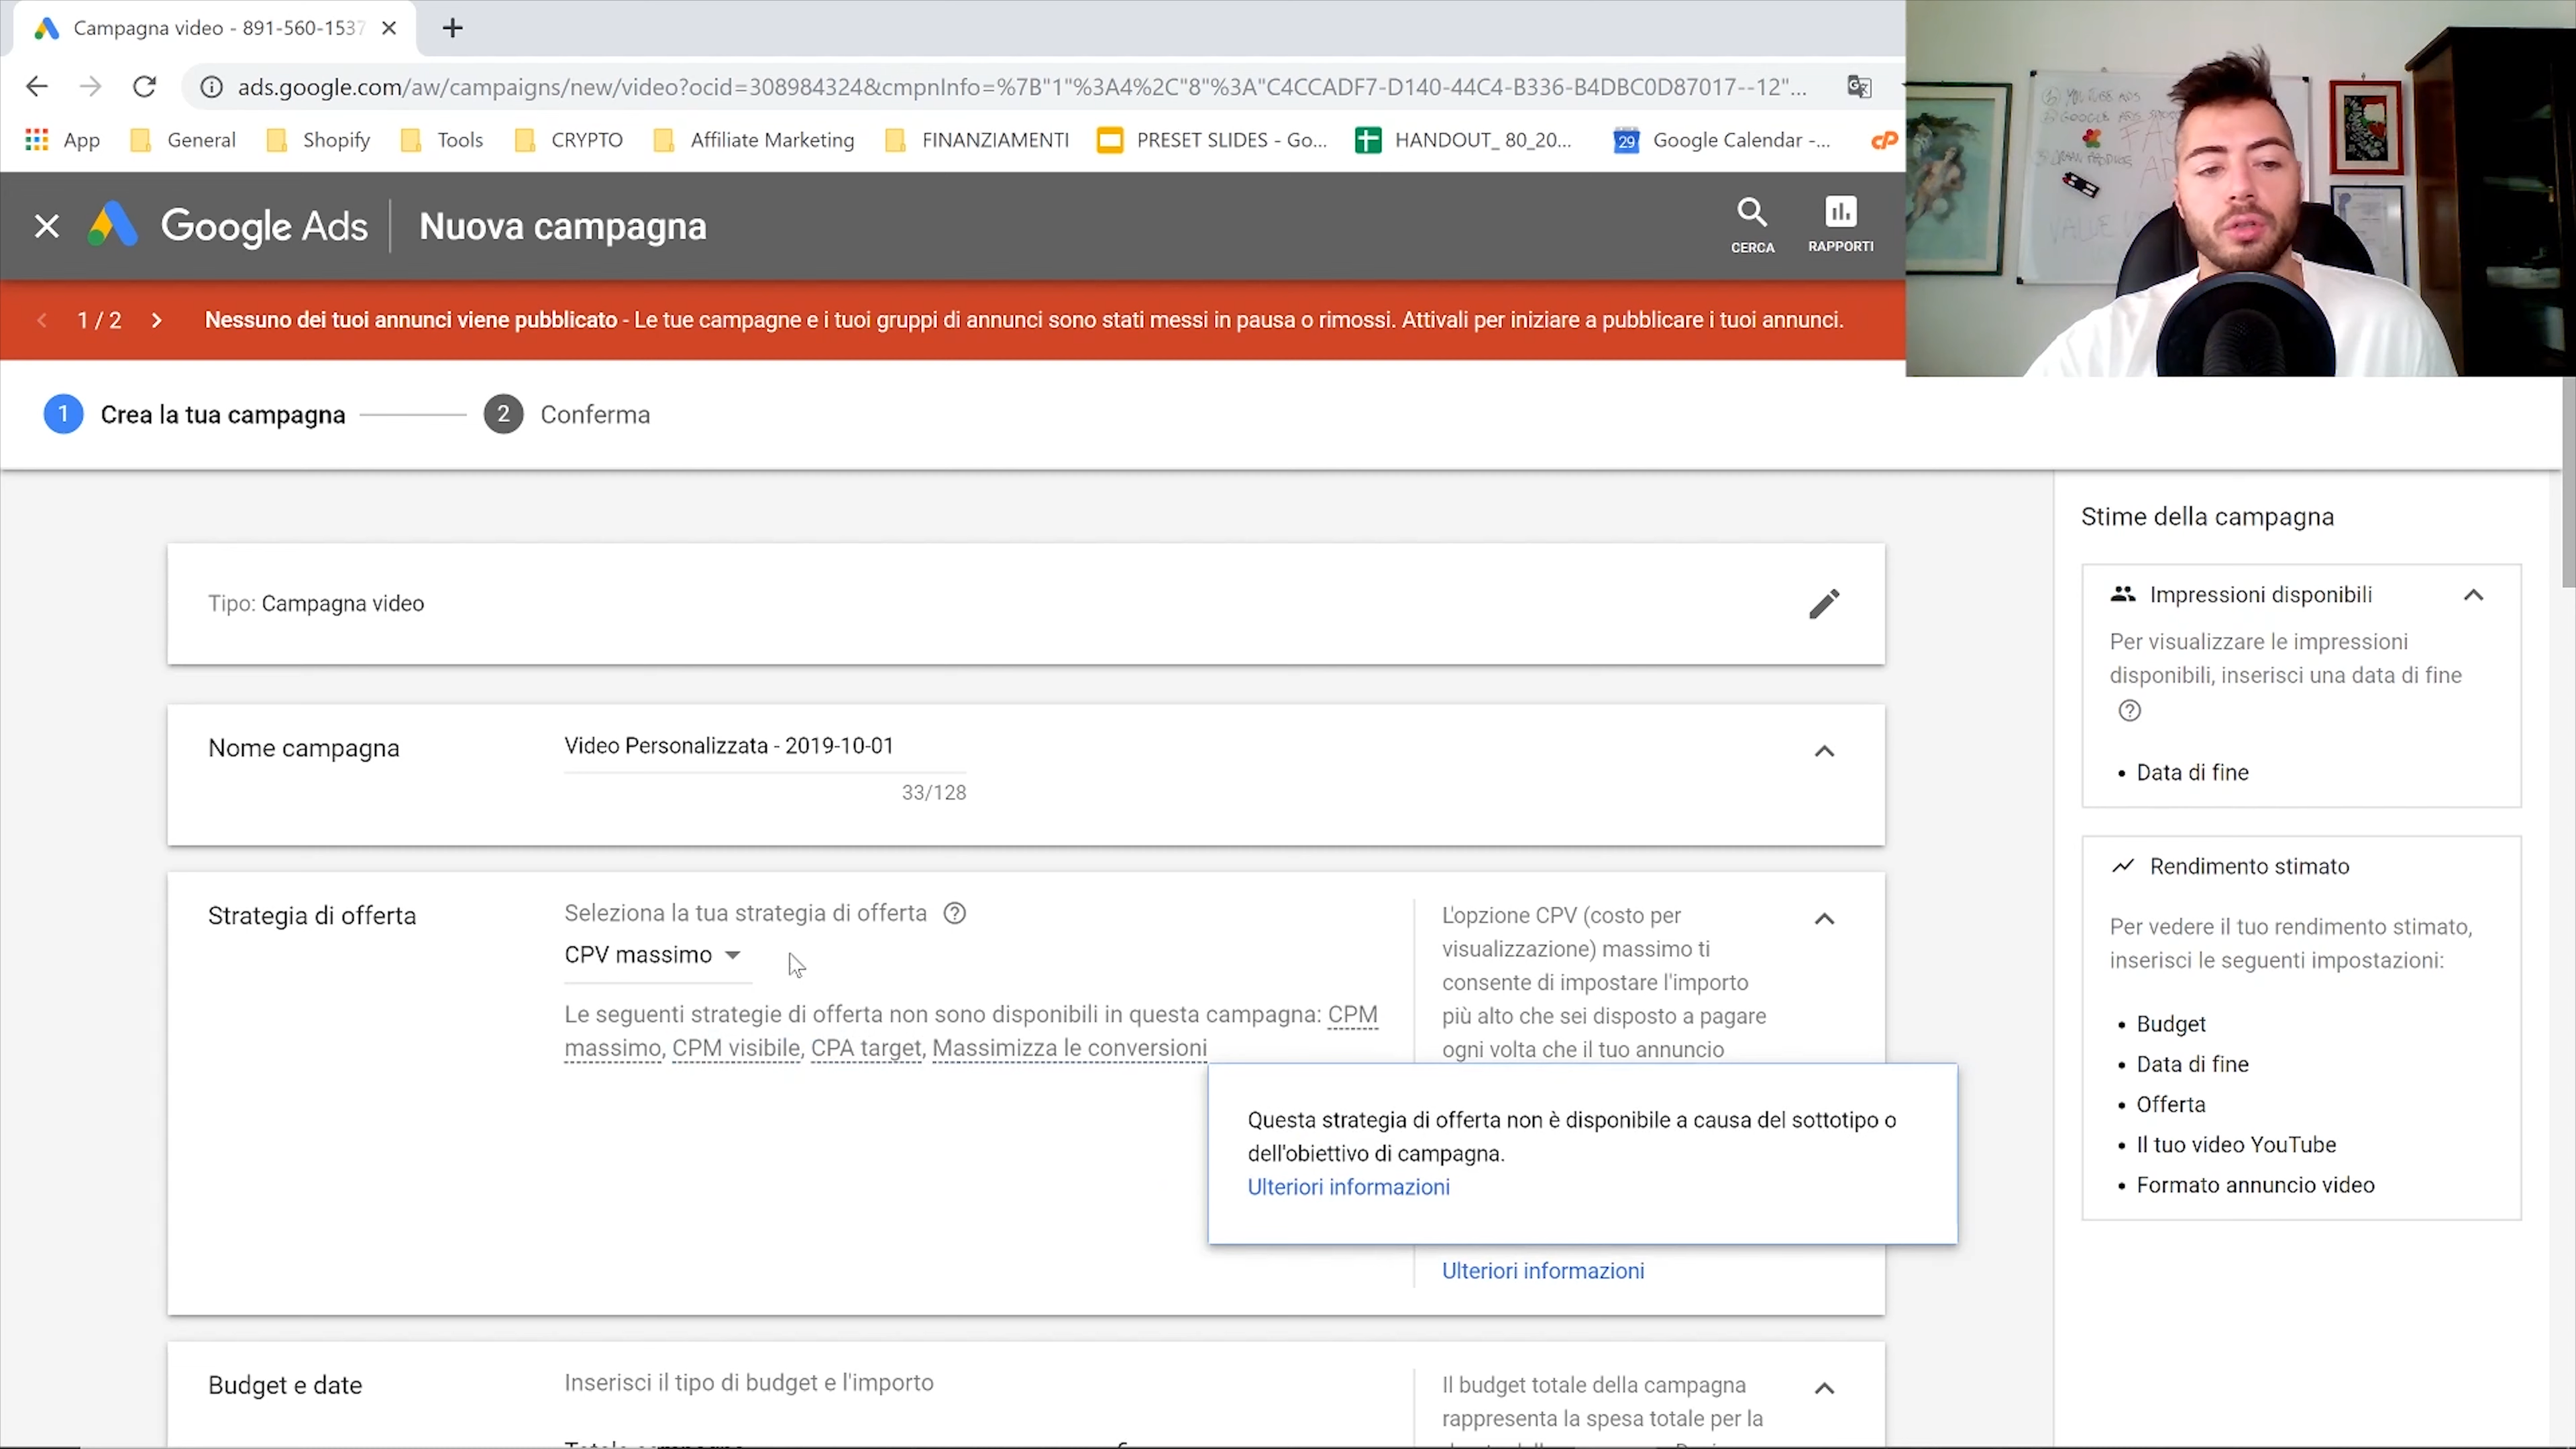 Campagna video - 891-560-1537
ads.google.com/aw/campaigns/new/video?ocid=308984324&cmpnInfo=%7B"1"%3A4%2C"8"%3A"C4CCADF7-D140-44C4-B336-B4DBC0D87017--12"...
App General Shopify Tools CRYPTO Affiliate Marketing FINANZIAMENTI PRESET SLIDES - Go... HANDOUT_ 80_20... 29 Google Calendar -...
Google Ads Nuova campagna
CERCA RAPPORTI
1 / 2 Nessuno dei tuoi annunci viene pubblicato - Le tue campagne e i tuoi gruppi di annunci sono stati messi in pausa o rimossi. Attivali per iniziare a pubblicare i tuoi annunci.
1 Crea la tua campagna 2 Conferma
Tipo: Campagna video
Nome campagna
Video Personalizzata - 2019-10-01
33/128
Strategia di offerta
Seleziona la tua strategia di offerta
CPV massimo
Le seguenti strategie di offerta non sono disponibili in questa campagna: CPM
massimo, CPM visibile, CPA target, Massimizza le conversioni
L'opzione CPV (costo per
visualizzazione) massimo ti
consente di impostare l'importo
più alto che sei disposto a pagare
ogni volta che il tuo annuncio
Questa strategia di offerta non è disponibile a causa del sottotipo o
dell'obiettivo di campagna.
Ulteriori informazioni
Ulteriori informazioni
Budget e date
Inserisci il tipo di budget e l'importo
Il budget totale della campagna
rappresenta la spesa totale per la
Stime della campagna
Impressioni disponibili
Per visualizzare le impressioni
disponibili, inserisci una data di fine
• Data di fine
Rendimento stimato
Per vedere il tuo rendimento stimato,
inserisci le seguenti impostazioni:
• Budget
• Data di fine
• Offerta
• Il tuo video YouTube
• Formato annuncio video